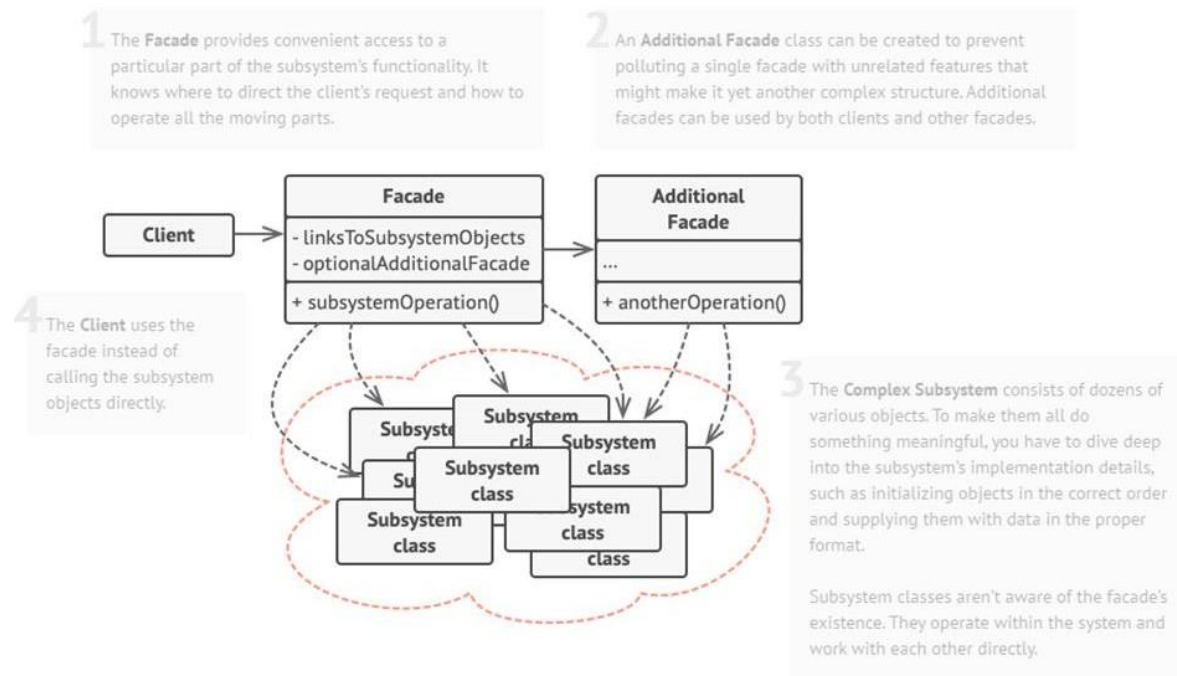 1
The Facade provides convenient access to a
particular part of the subsystem's functionality. It
knows where to direct the client's request and how to
operate all the moving parts.
2
An Additional Facade class can be created to prevent
polluting a single facade with unrelated features that
might make it yet another complex structure. Additional
facades can be used by both clients and other facades.
Client
Facade
- linksToSubsystemObjects
- optionalAdditionalFacade
+ subsystemOperation()
Additional
Facade
...
+ anotherOperation()
4
The Client uses the
facade instead of
calling the subsystem
objects directly.
Subsystem
Subsystem
class
Subsystem
class
Subsystem
class
class
3
The Complex Subsystem consists of dozens of
various objects. To make them all do
something meaningful, you have to dive deep
into the subsystem's implementation details,
such as initializing objects in the correct order
and supplying them with data in the proper
format.
Subsystem classes aren't aware of the facade's
existence. They operate within the system and
work with each other directly.